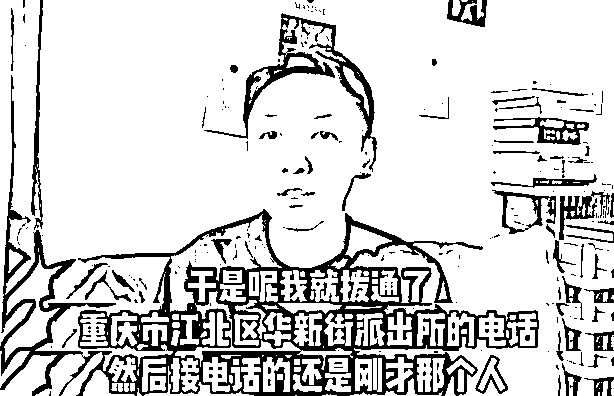 于是呢我就拨通了
重庆市江北区华新街派出所的电话
然后接电话的还是刚才那个人